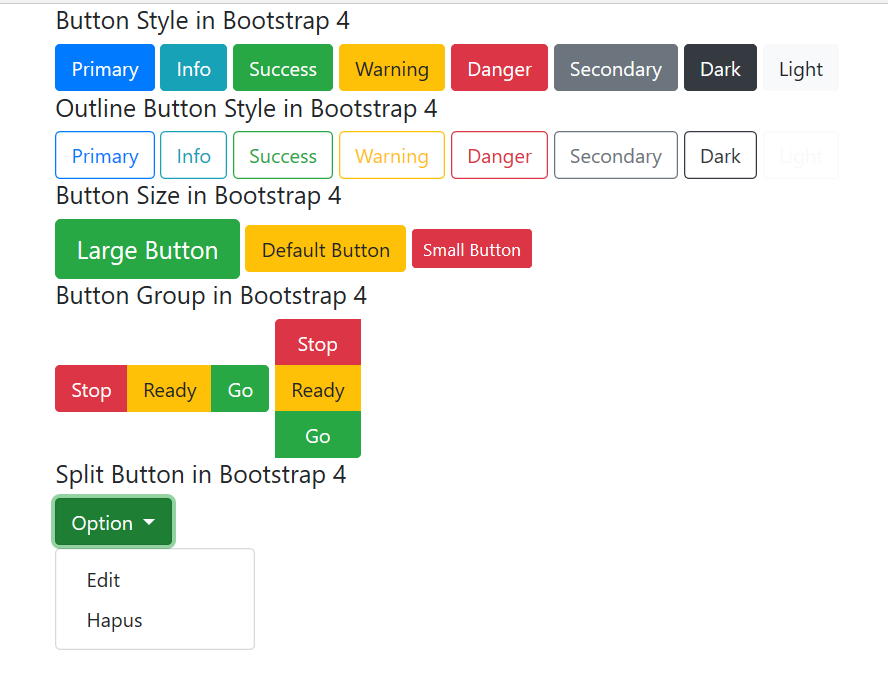 Button Style in Bootstrap 4
Primary Info Success Warning Danger Secondary Dark Light
Outline Button Style in Bootstrap 4
Primary Info Success Warning Danger Secondary Dark Light
Button Size in Bootstrap 4
Large Button Default Button Small Button
Button Group in Bootstrap 4
Stop
Stop Ready Go Ready
Go
Split Button in Bootstrap 4
Option
Edit
Hapus